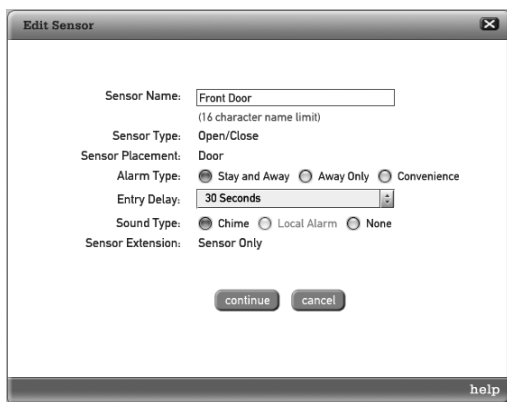 Edit Sensor
Sensor Name: Front Door
(16 character name limit)
Sensor Type: Open/Close
Sensor Placement: Door
Alarm Type: Stay and Away Away Only Convenience
Entry Delay: 30 Seconds
Sound Type: Chime Local Alarm None
Sensor Extension: Sensor Only
continue cancel
help